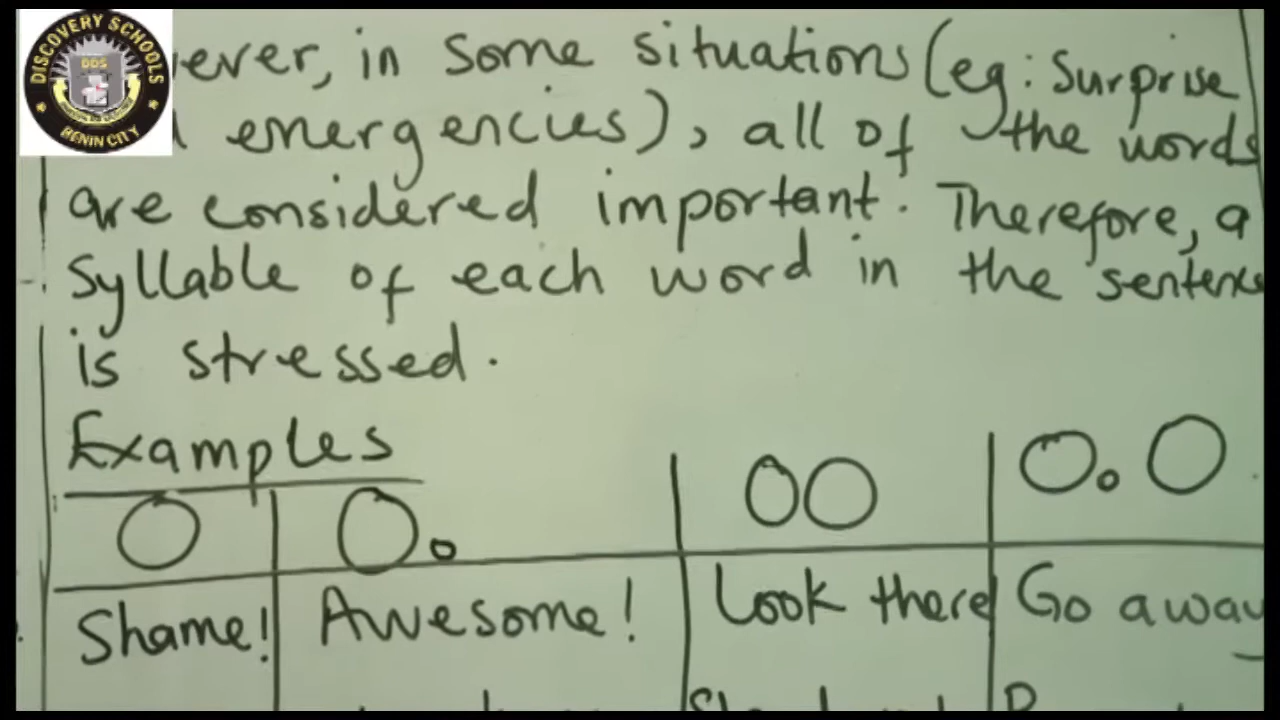 DISCOVERY SCHOOLS
DDS
BENIN CITY
ever, in some situations (eg: Surprise
emergencies), all of the words
are considered important. Therefore, a
syllable of each word in the sentence
is stressed.
Examples
Shame! Awesome! Look there Go away